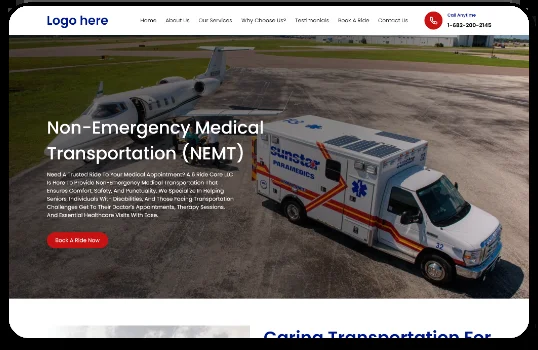 Logo here
Home About Us Our Services Why Choose Us? Testimonials Book A Ride Contact Us
Call Anytime
1-682-200-2145
Non-Emergency Medical
Transportation (NEMT)
Need A Trusted Ride To Your Medical Appointment? A & Ride Care LLC
Is Here To Provide Non-Emergency Medical Transportation That
Ensures Comfort, Safety, And Punctuality. We Specialize In Helping
Seniors, Individuals With Disabilities, And Those Facing Transportation
Challenges Get To Their Doctor's Appointments, Therapy Sessions,
And Essential Healthcare Visits With Ease.
Book A Ride Now
sunstar
PARAMEDICS
32
Caring Transportation For